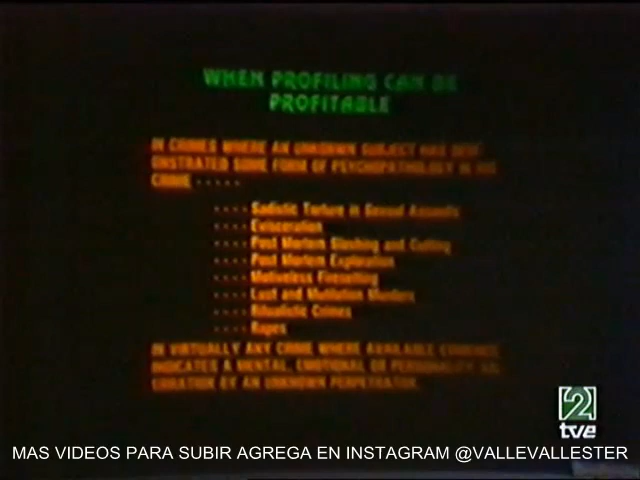 WHEN PROFILING CAN BE
PROFITABLE
IN CRIMES WHERE AN UNKNOWN SUBJECT HAS DEM-
ONSTRATED SOME FORM OF PSYCHOPATHOLOGY IN HIS
CRIME - - - - -
- - - - Sadistic Torture in Sexual Assaults
- - - - Evisceration
- - - - Post Mortem Slashing and Cutting
- - - - Post Mortem Exploration
- - - - Motiveless Firesetting
- - - - Lust and Mutilation Murders
- - - - Ritualistic Crimes
- - - - Rapes
IN VIRTUALLY ANY CRIME WHERE AVAILABLE EVIDENCE
INDICATES A MENTAL, EMOTIONAL OR PERSONALITY AB-
ERRATION BY AN UNKNOWN PERPETRATOR.
2
tve
MAS VIDEOS PARA SUBIR AGREGA EN INSTAGRAM @VALLEVALLESTER